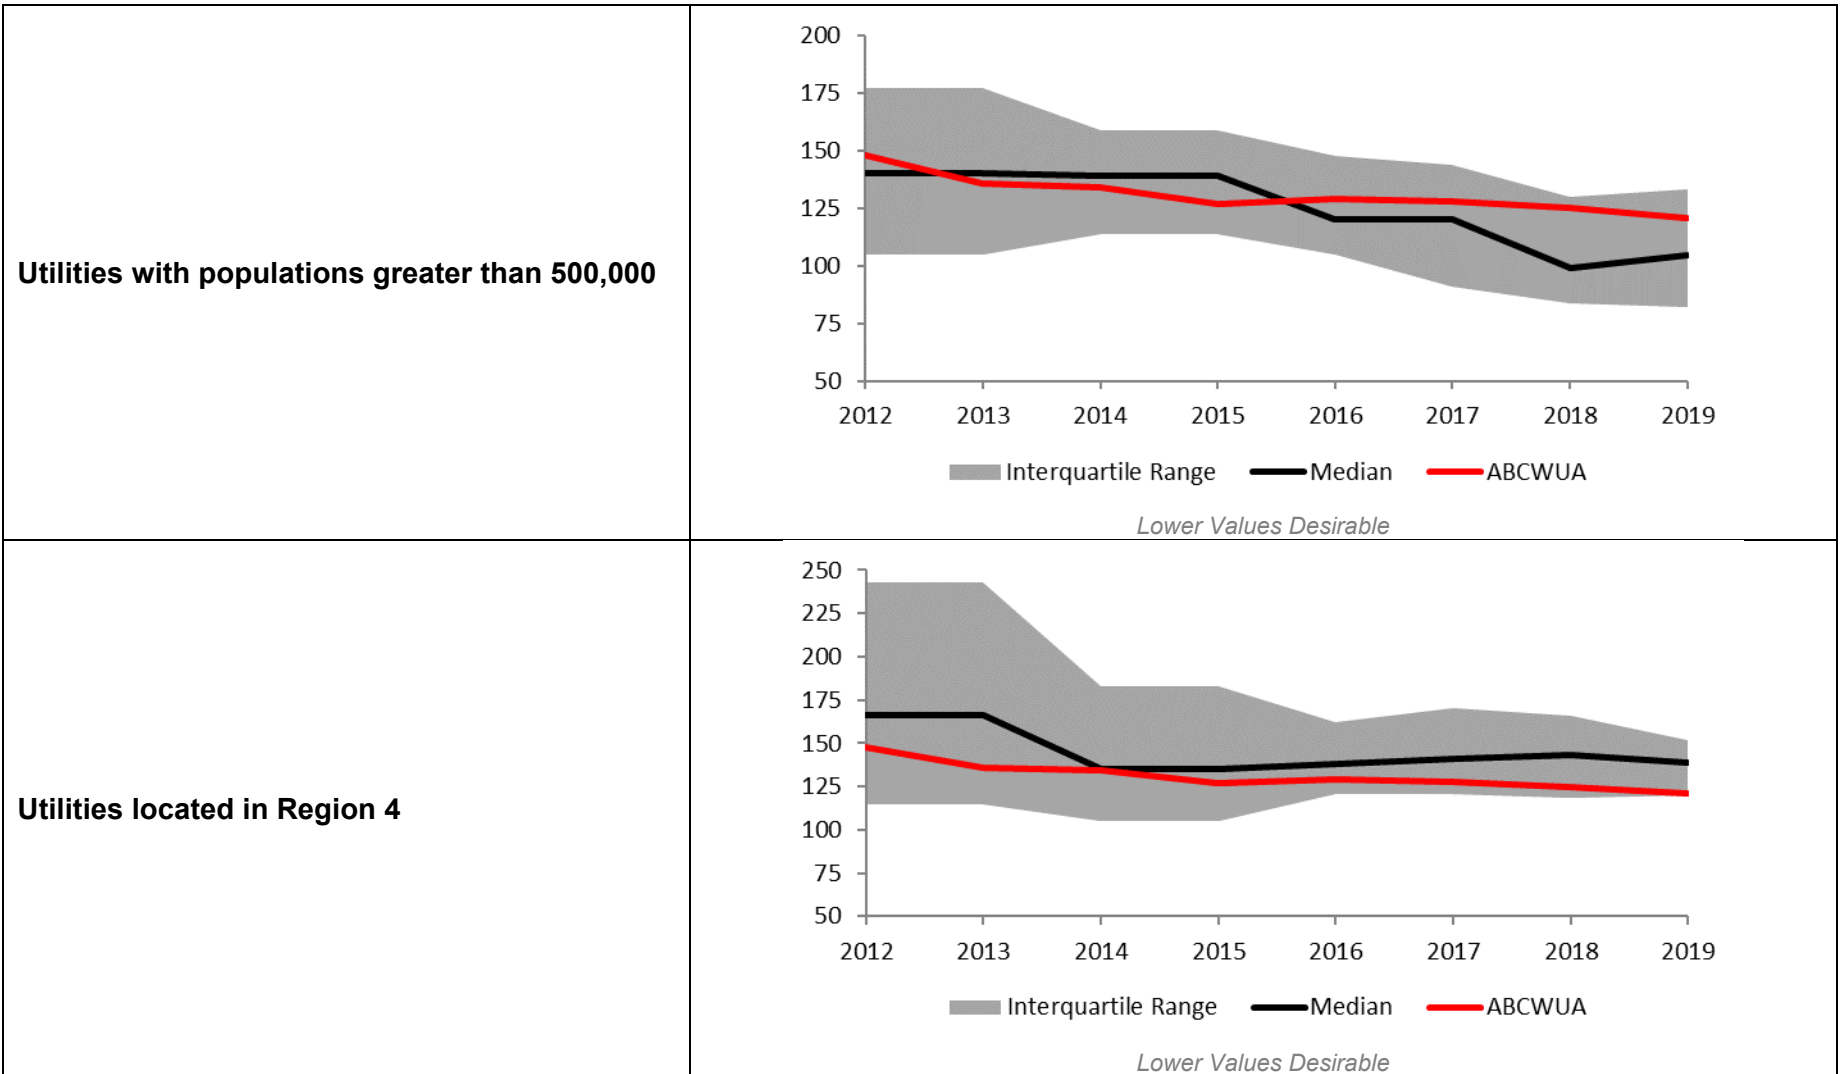 Utilities with populations greater than 500,000
200
175
150
125
100
75
50
2012 2013 2014 2015 2016 2017 2018 2019
Interquartile Range Median ABCWUA
Lower Values Desirable
Utilities located in Region 4
250
225
200
175
150
125
100
75
50
2012 2013 2014 2015 2016 2017 2018 2019
Interquartile Range Median ABCWUA
Lower Values Desirable